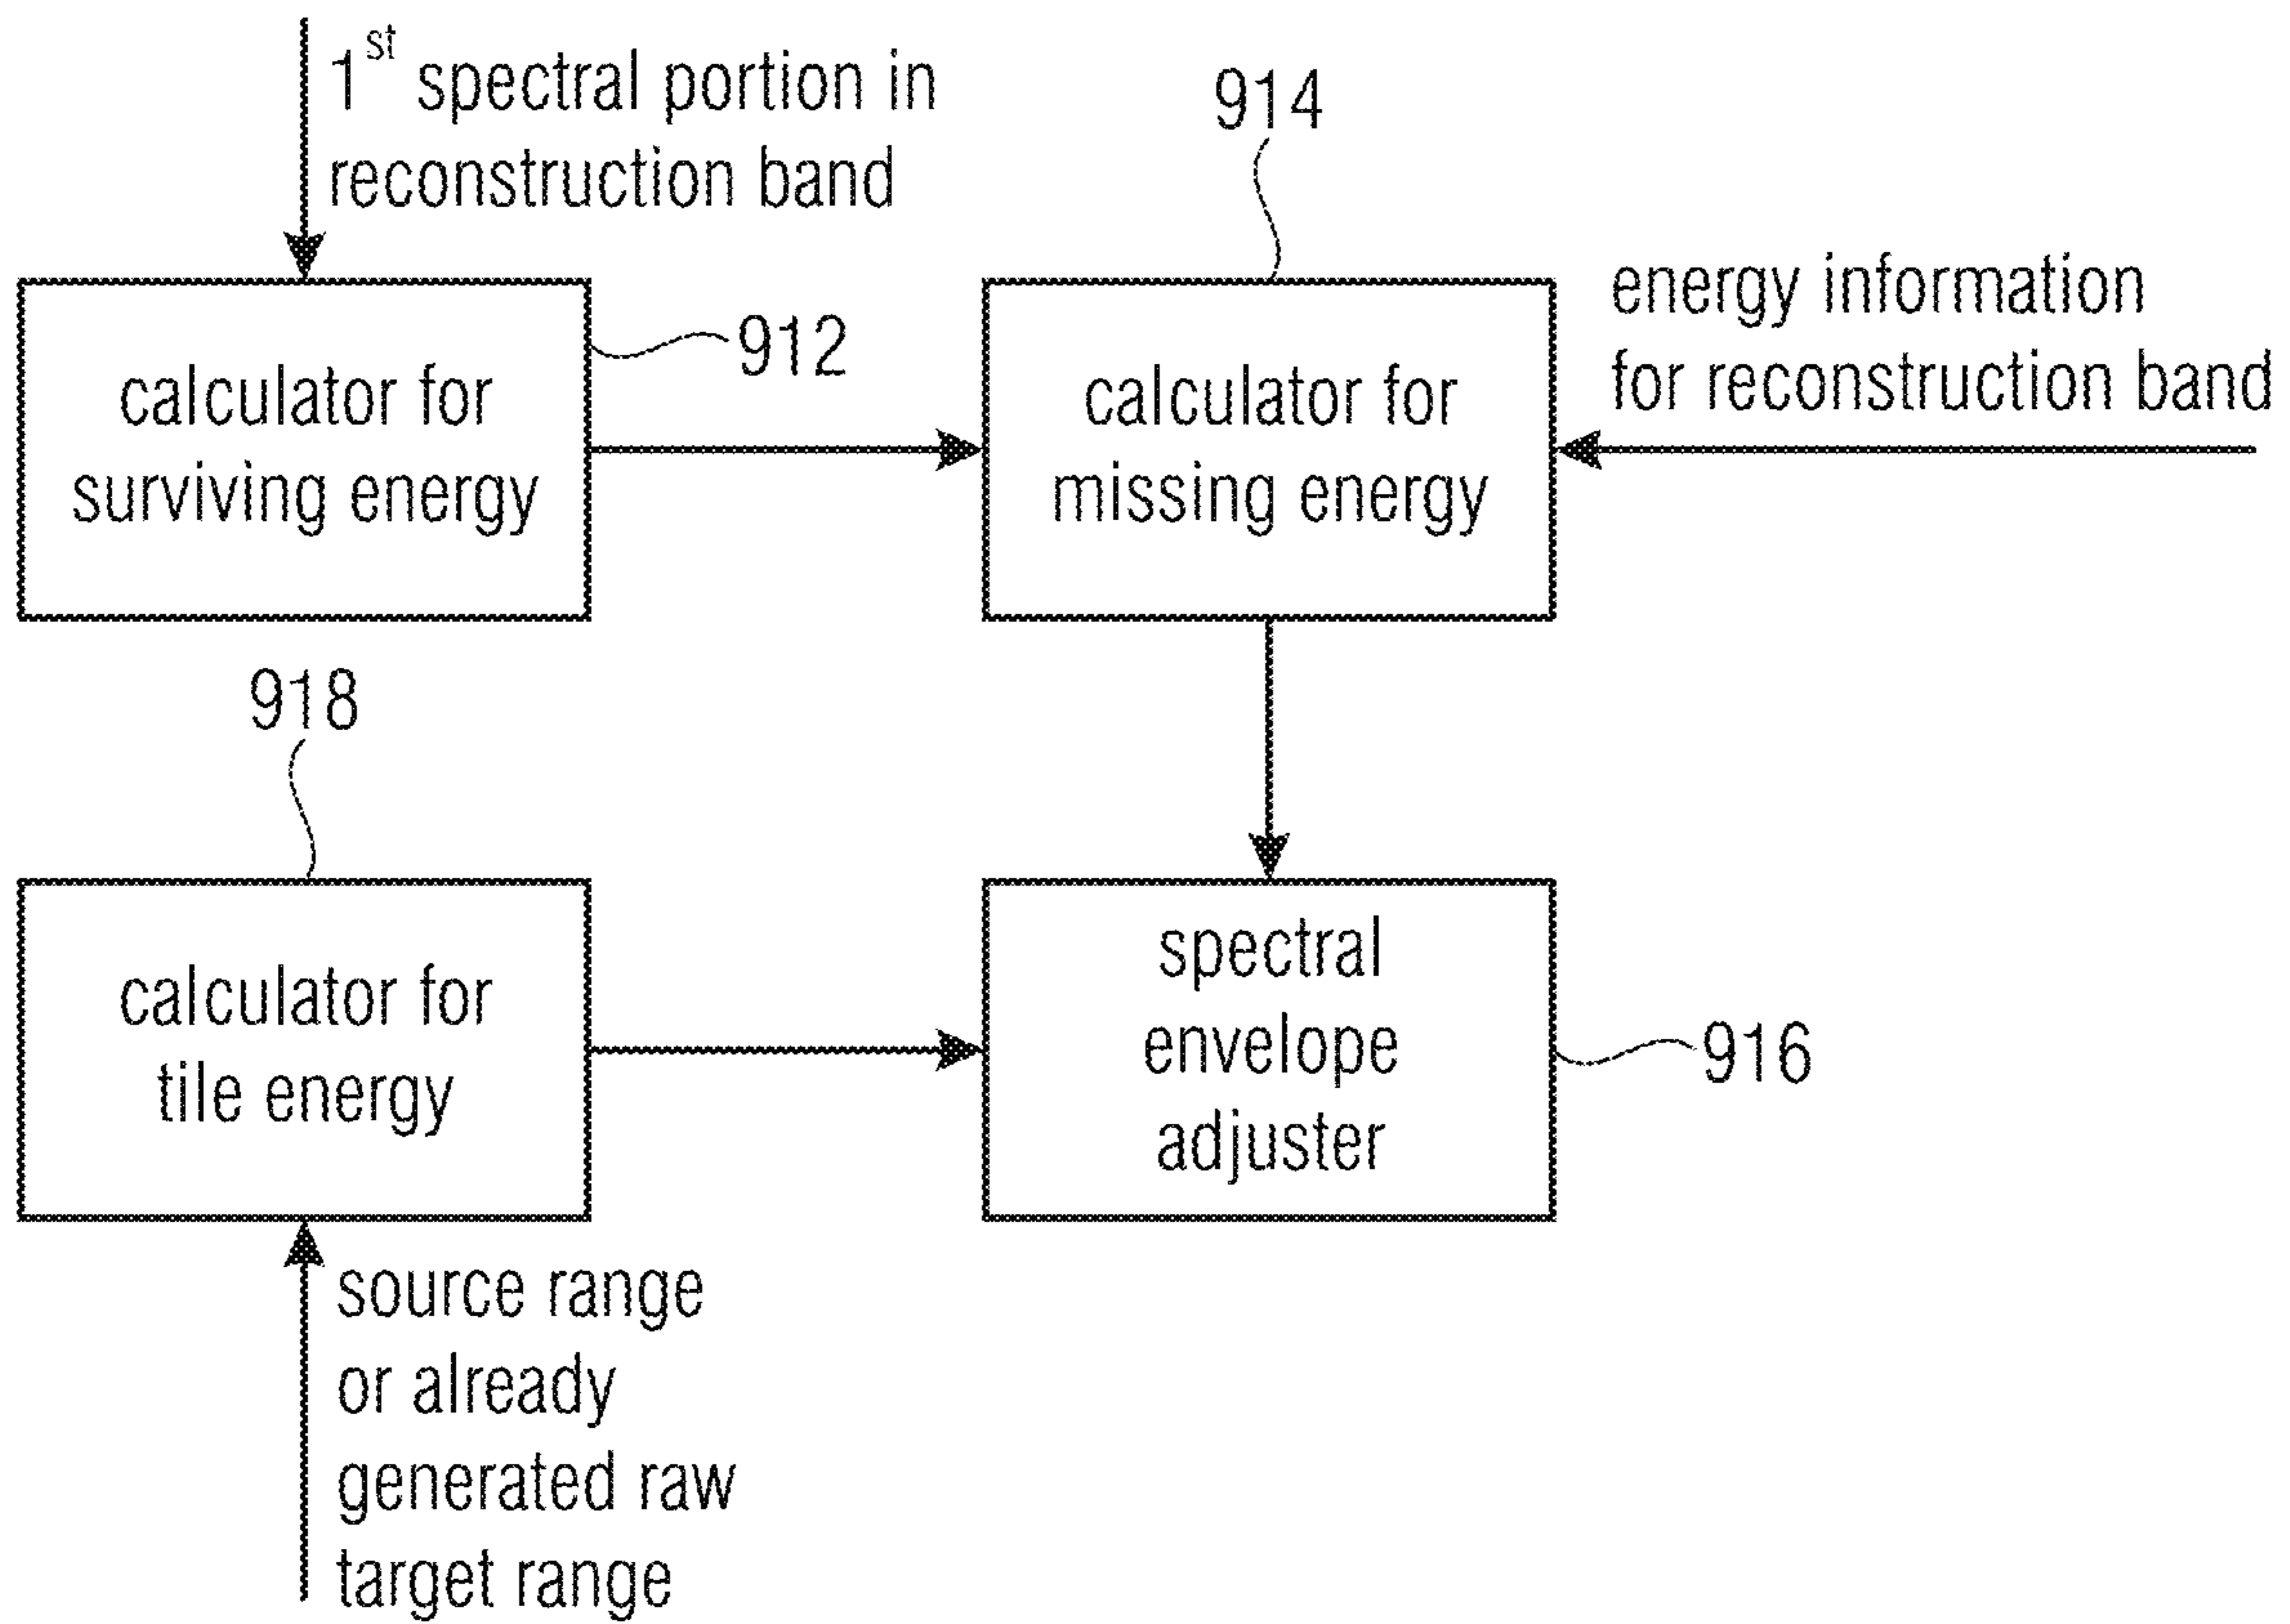 1st spectral portion in
reconstruction band
914
energy information
for reconstruction band
912
calculator for
surviving energy
calculator for
missing energy
918
calculator for
tile energy
spectral
envelope
adjuster
916
source range
or already
generated raw
target range